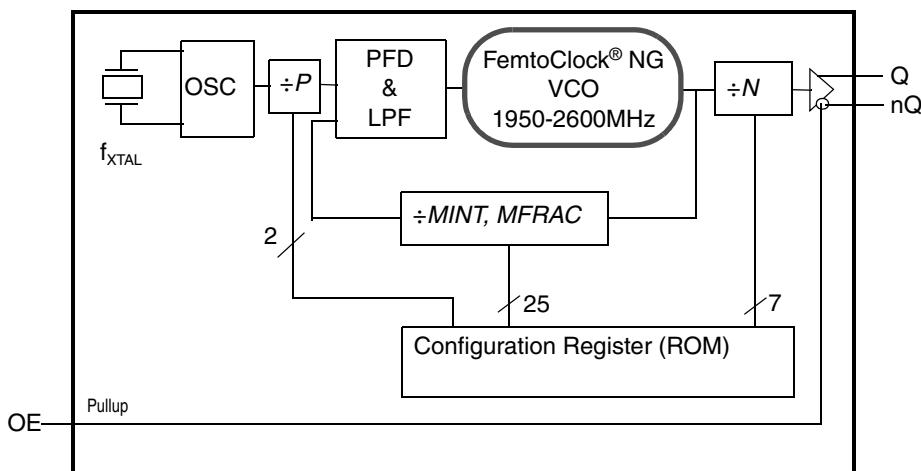 OSC
÷P
PFD
&
LPF
FemtoClock® NG
VCO
1950-2600MHz
÷N
Q
nQ
fXTAL
÷MINT, MFRAC
2
25
7
Configuration Register (ROM)
Pullup
OE